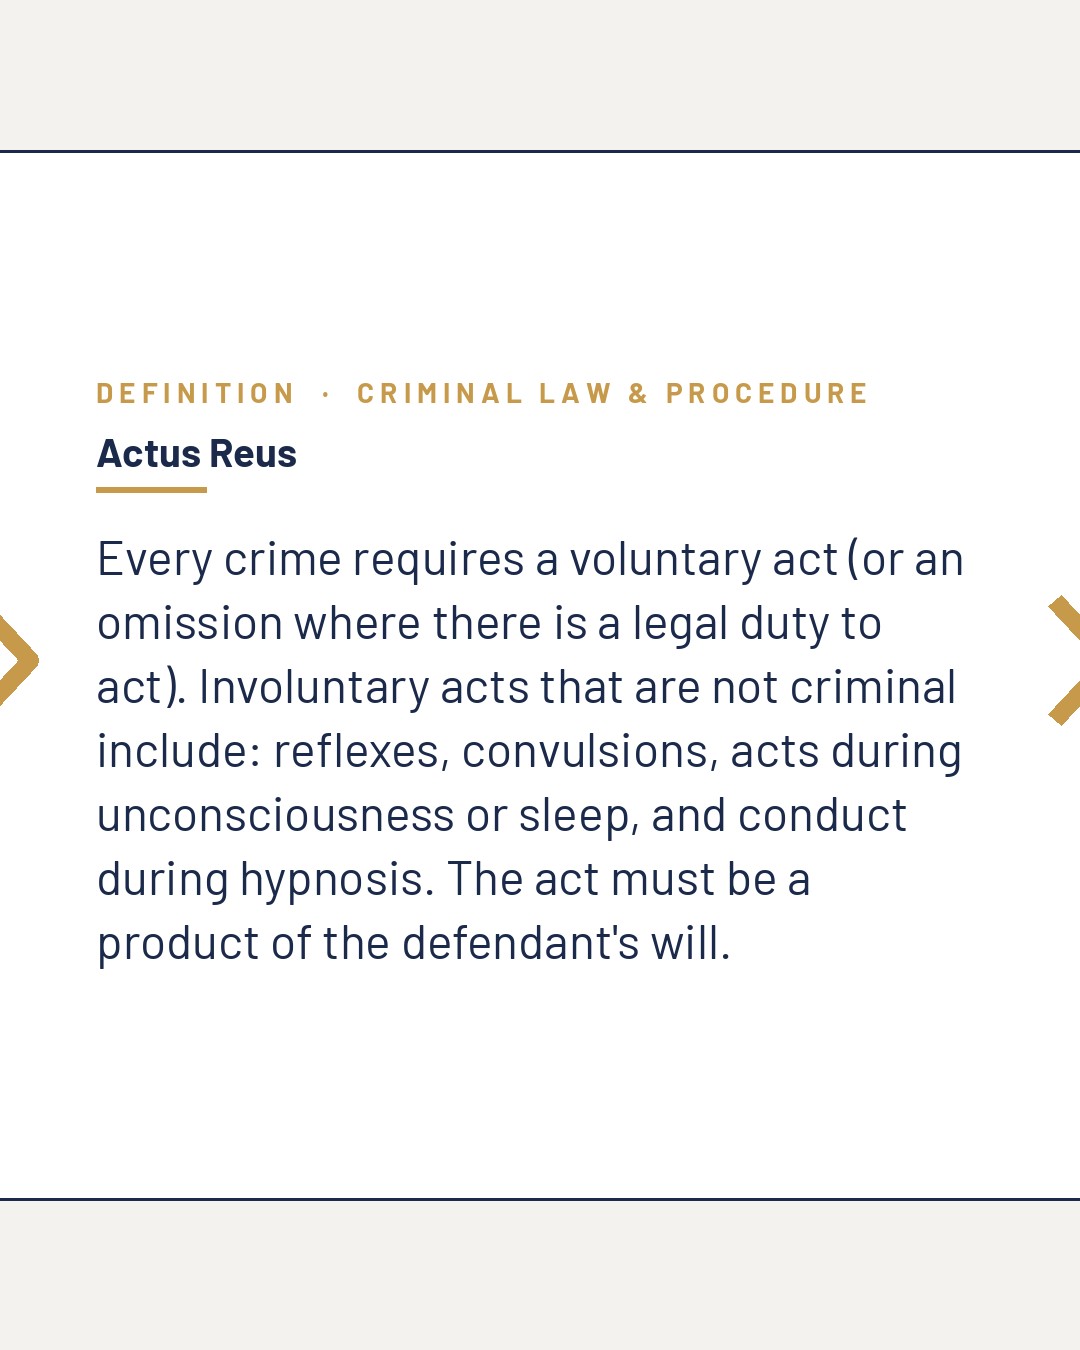 DEFINITION · CRIMINAL LAW & PROCEDURE
Actus Reus
Every crime requires a voluntary act (or an
omission where there is a legal duty to
act). Involuntary acts that are not criminal
include: reflexes, convulsions, acts during
unconsciousness or sleep, and conduct
during hypnosis. The act must be a
product of the defendant's will.